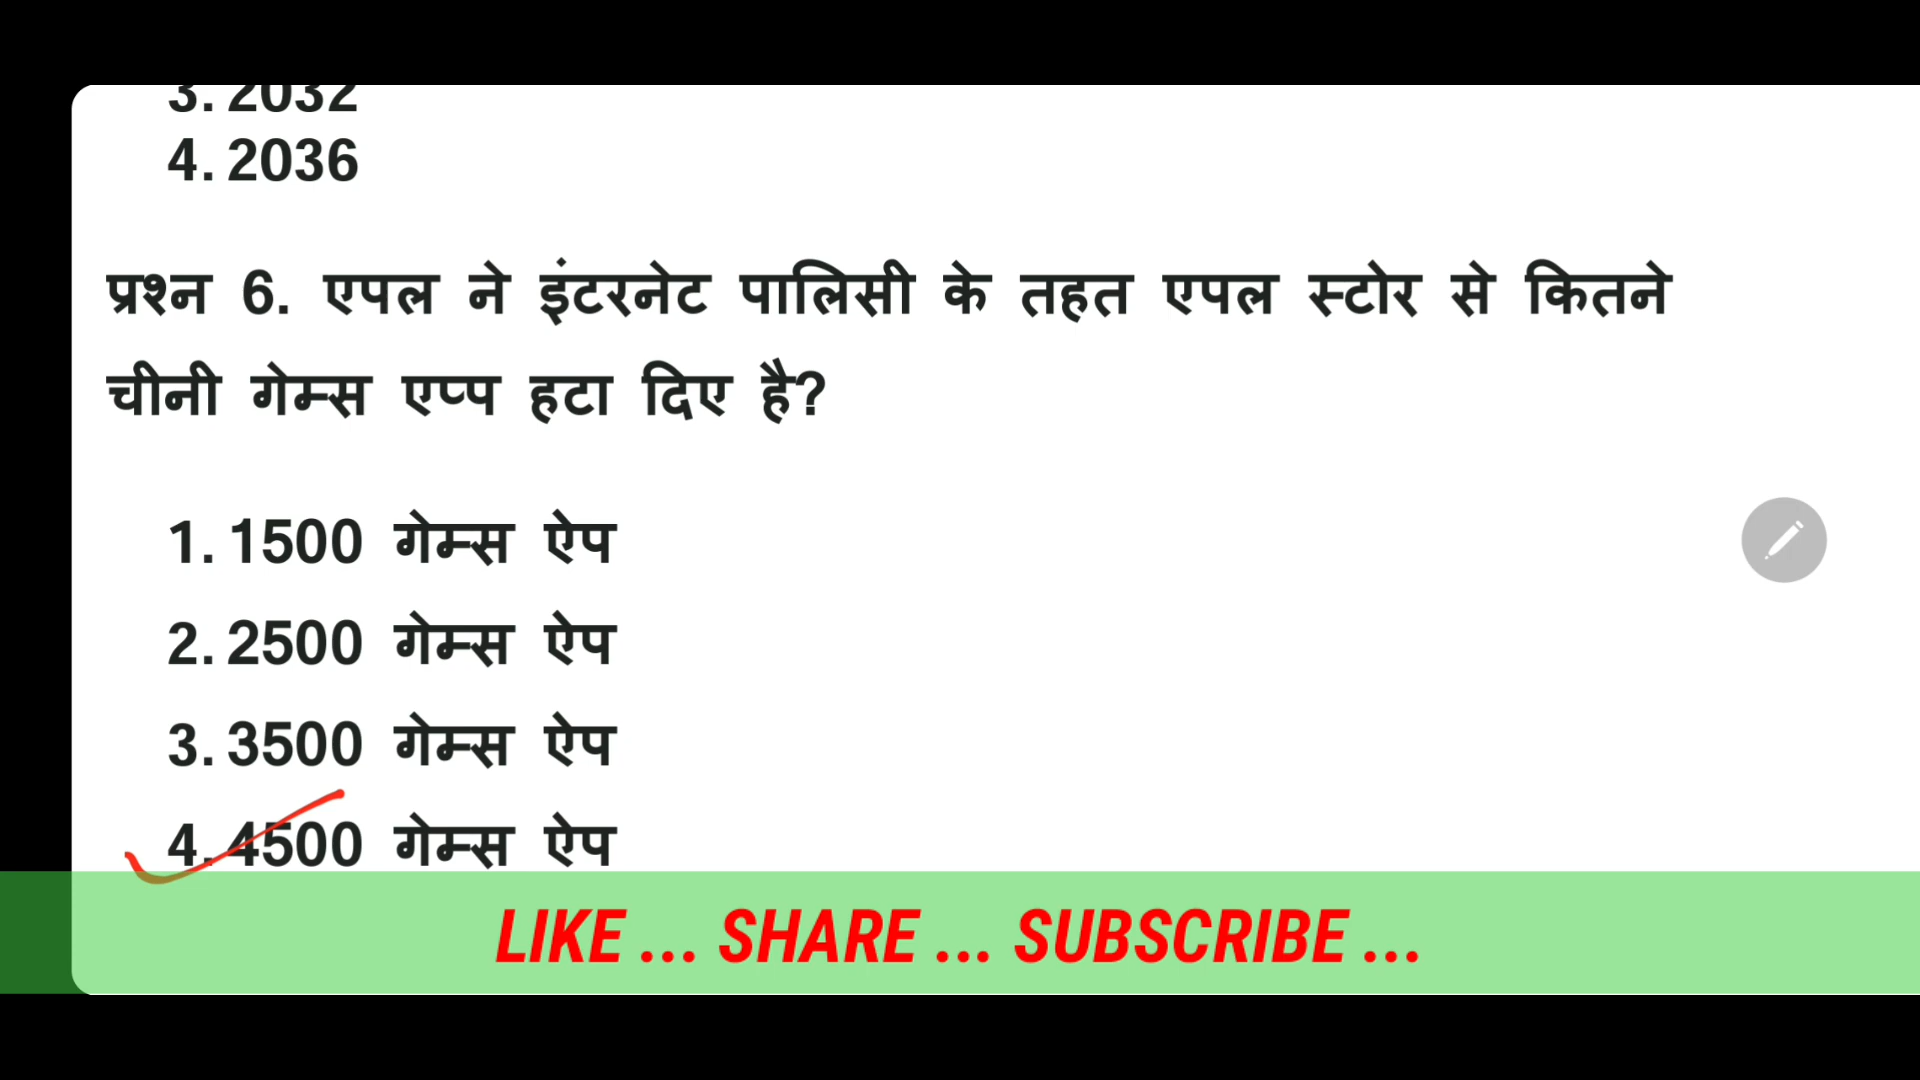 3. 2032
4. 2036
प्रश्न 6. एपल ने इंटरनेट पालिसी के तहत एपल स्टोर से कितने
चीनी गेम्स एप्प हटा दिए है?
1. 1500 गेम्स ऐप
2. 2500 गेम्स ऐप
3. 3500 गेम्स ऐप
4. 4500 गेम्स ऐप
LIKE ... SHARE ... SUBSCRIBE ...